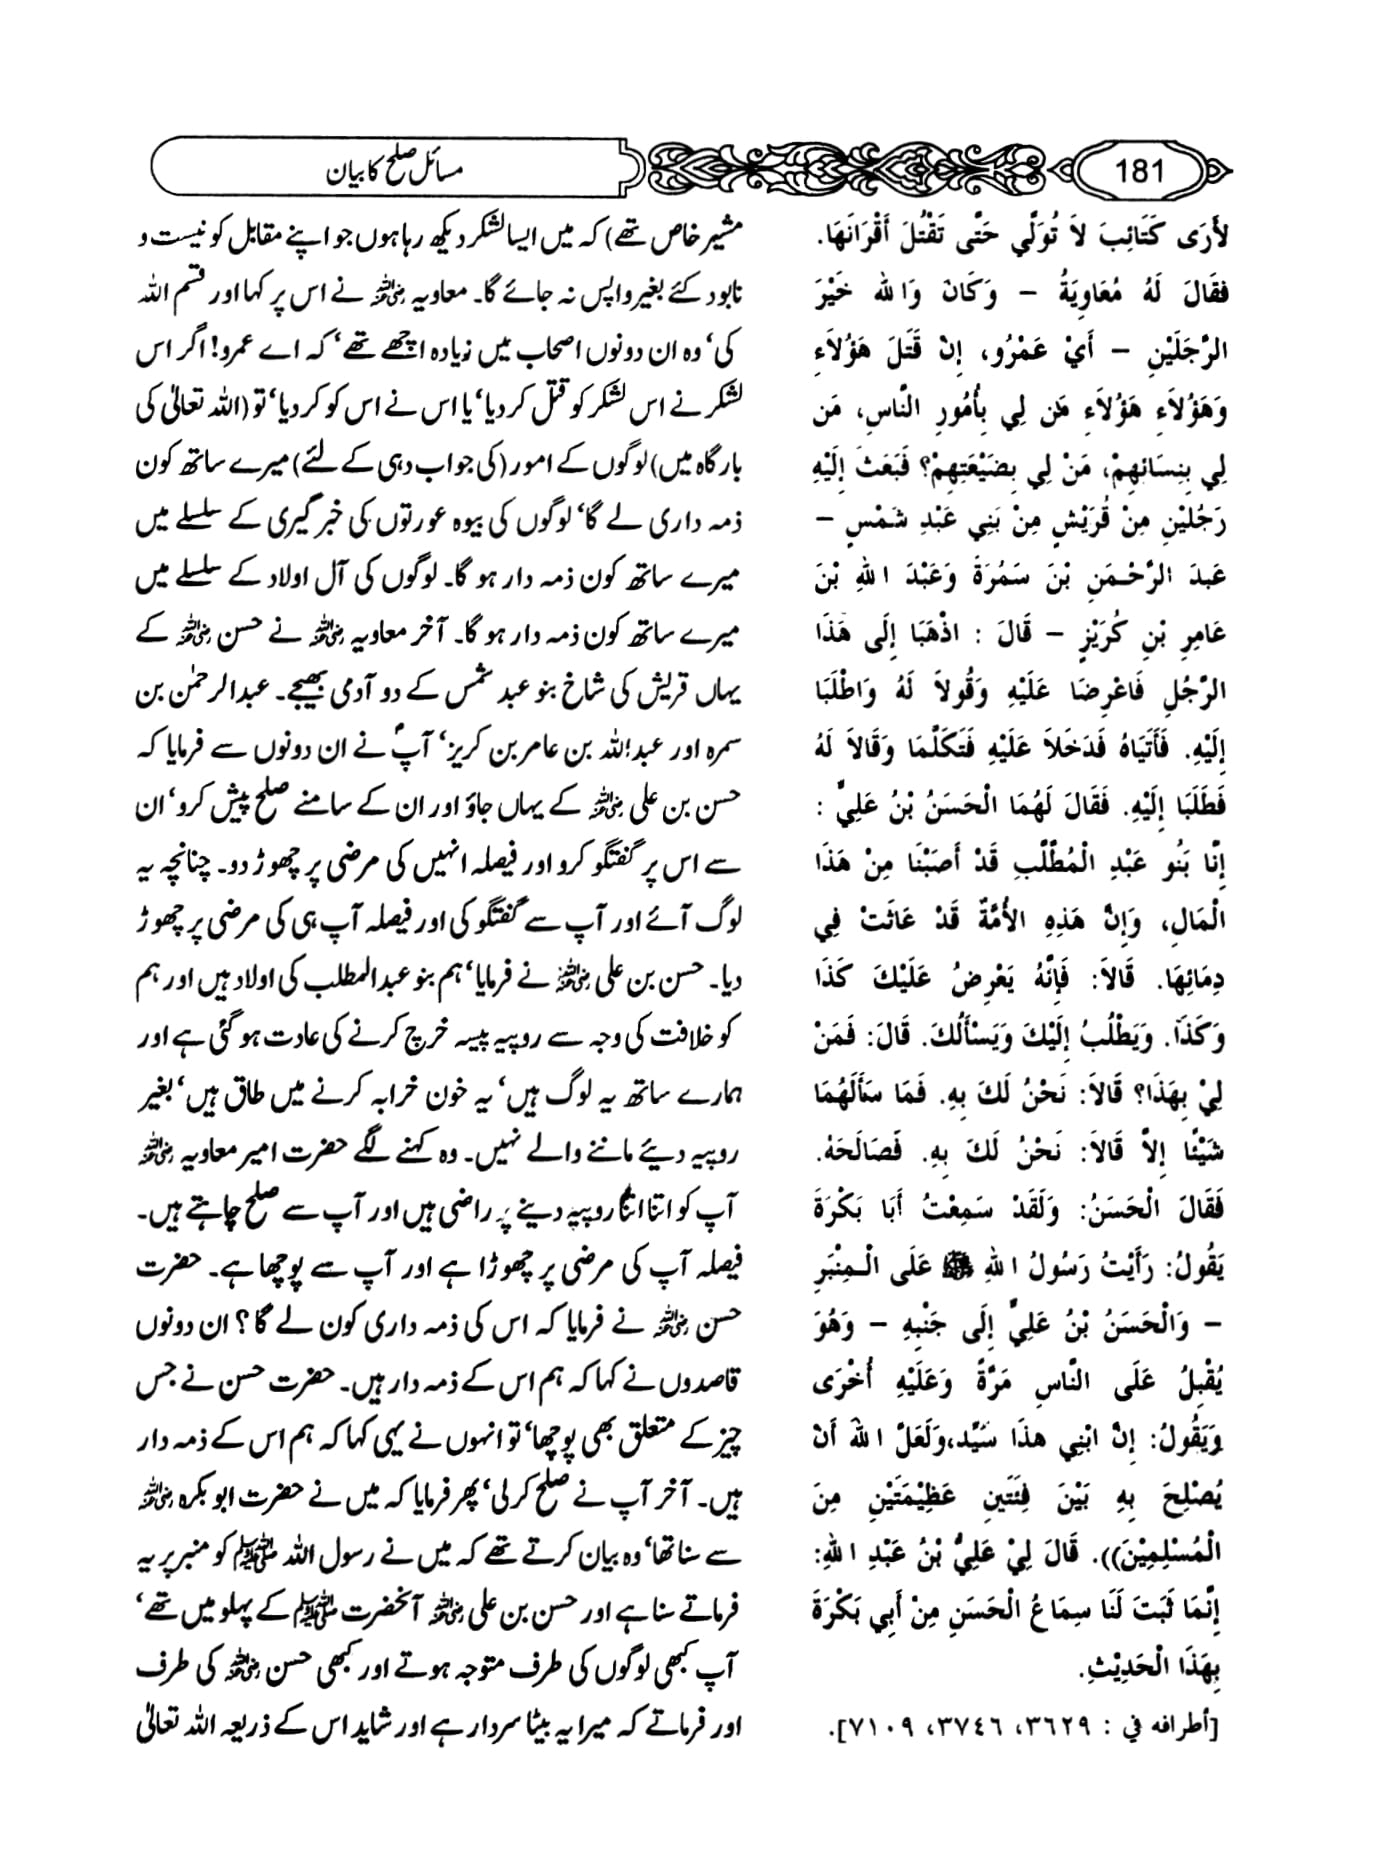 181
مسائل صلح کا بیان
لأَرَى كَتَائِبَ لاَ تُوَلِّي حَتَّى تَقْتُلَ أَقْرَانَهَا.
فَقَالَ لَهُ مُعَاوِيَةُ – وَكَانَ وَا للهِ خَيْرَ
الرَّجُلَيْنِ – أَيْ عَمْرُو، إِنْ قَتَلَ هَؤُلاَءِ
وَهَؤُلاَءِ هَؤُلاَءِ مَن لِي بِأُمُورِ النَّاسِ، مَن
لِي بِنِسَائِهِمْ، مَنْ لِي بِضَيْعَتِهِمْ؟ فَبَعَثَ إِلَيْهِ
رَجُلَيْنِ مِنْ قُرَيْشٍ مِنْ بَنِي عَبْدِ شَمْسٍ –
عَبدَ الرَّحْمَنِ بْنَ سَمُرَةَ وَعَبْدَ ا للهِ بْنَ
عَامِرِ بْنِ كُرَيْزٍ – قَالَ : اذْهَبَا إِلَى هَذَا
الرَّجُلِ فَاعْرِضَا عَلَيْهِ وَقُولاَ لَهُ وَاطْلُبَا
إِلَيْهِ. فَأَتَيَاهُ فَدَخَلاَ عَلَيْهِ فَتَكَلَّمَا وَقَالاَ لَهُ
فَطَلَبَا إِلَيْهِ. فَقَالَ لَهُمَا الْحَسَنُ بْنُ عَلِيٍّ :
إِنَّا بَنُو عَبْدِ الْمُطَّلِبِ قَدْ أَصَبْنَا مِنْ هَذَا
الْمَالِ، وَإِنَّ هَذِهِ الأُمَّةَ قَدْ عَاثَتْ فِي
دِمَائِهَا. قَالاَ: فَإِنَّهُ يَعْرِضُ عَلَيْكَ كَذَا
وَكَذَا. وَيَطْلُبُ إِلَيْكَ وَيَسْأَلُكَ. قَالَ: فَمَنْ
لِيْ بِهَذَا؟ قَالاَ: نَحْنُ لَكَ بِهِ. فَمَا سَأَلَهُمَا
شَيْئًا إِلاَّ قَالاَ: نَحْنُ لَكَ بِهِ. فَصَالَحَهُ.
فَقَالَ الْحَسَنُ: وَلَقَدْ سَمِعْتُ أَبَا بَكْرَةَ
يَقُولُ: رَأَيْتُ رَسُولُ ا للهِ ﷺ عَلَى الْمِنْبَرِ
– وَالْحَسَنُ بْنُ عَلِيٍّ إِلَى جَنْبِهِ – وَهُوَ
يُقْبِلُ عَلَى النَّاسِ مَرَّةً وَعَلَيْهِ أُخْرَى
وَيَقُولُ: إِنَّ ابْنِي هذَا سَيِّد،وَلَعَلَّ ا للهَ أَنْ
يُصْلِحَ بِهِ بَيْنَ فِئَتَينِ عَظِيْمَتَيْنِ مِنَ
الْمُسْلِمِيْنَ)). قَالَ لِيْ عَلِيُّ بْنُ عَبْدِ ا للهِ:
إِنَّمَا ثَبَتَ لَنَا سِمَاعُ الْحَسَنِ مِنْ أَبِي بَكْرَةَ
بِهَذَا الْحَدِيْثِ.
[أطرافه في : ٣٦٢٩، ٣٧٤٦، ٧١٠٩].
مشیر خاص تھے) کہ میں ایسا لشکر دیکھ رہا ہوں جو اپنے مقابل کو نیست و
نابود کئے بغیر واپس نہ جائے گا۔ معاویہ رضی اللہ عنہ نے اس پر کہا اور قسم اللہ
کی‘ وہ ان دونوں اصحاب میں زیادہ اچھے تھے‘ کہ اے عمرو! اگر اس
لشکر نے اس لشکر کو قتل کر دیا‘ یا اس نے اس کو کر دیا‘ تو (اللہ تعالیٰ کی
بارگاہ میں) لوگوں کے امور (کی جواب دہی کے لئے) میرے ساتھ کون
ذمہ داری لے گا‘ لوگوں کی بیوہ عورتوں کی خبر گیری کے سلسلے میں
میرے ساتھ کون ذمہ دار ہو گا۔ لوگوں کی آل اولاد کے سلسلے میں
میرے ساتھ کون ذمہ دار ہو گا۔ آخر معاویہ رضی اللہ عنہ نے حسن رضی اللہ عنہ کے
یہاں قریش کی شاخ بنو عبد شمس کے دو آدمی بھیجے۔ عبدالرحمٰن بن
سمرہ اور عبداللہ بن عامر بن کریز‘ آپؓ نے ان دونوں سے فرمایا کہ
حسن بن علی رضی اللہ عنہ کے یہاں جاؤ اور ان کے سامنے صلح پیش کرو‘ ان
سے اس پر گفتگو کرو اور فیصلہ انہیں کی مرضی پر چھوڑ دو۔ چنانچہ یہ
لوگ آئے اور آپ سے گفتگو کی اور فیصلہ آپ ہی کی مرضی پر چھوڑ
دیا۔ حسن بن علی رضی اللہ عنہ نے فرمایا‘ ہم بنو عبدالمطلب کی اولاد ہیں اور ہم
کو خلافت کی وجہ سے روپیہ پیسہ خرچ کرنے کی عادت ہو گئی ہے اور
ہمارے ساتھ یہ لوگ ہیں‘ یہ خون خرابہ کرنے میں طاق ہیں‘ بغیر
روپیہ دیئے ماننے والے نہیں۔ وہ کہنے لگے حضرت امیر معاویہ رضی اللہ عنہ
آپ کو اتنا اتنا روپیہ دینے پر راضی ہیں اور آپ سے صلح چاہتے ہیں۔
فیصلہ آپ کی مرضی پر چھوڑا ہے اور آپ سے پوچھا ہے۔ حضرت
حسن رضی اللہ عنہ نے فرمایا کہ اس کی ذمہ داری کون لے گا؟ ان دونوں
قاصدوں نے کہا کہ ہم اس کے ذمہ دار ہیں۔ حضرت حسن نے جس
چیز کے متعلق بھی پوچھا‘ تو انہوں نے یہی کہا کہ ہم اس کے ذمہ دار
ہیں۔ آخر آپ نے صلح کر لی‘ پھر فرمایا کہ میں نے حضرت ابو بکرہ رضی اللہ عنہ
سے سنا تھا‘ وہ بیان کرتے تھے کہ میں نے رسول اللہ ﷺ کو منبر پر یہ
فرماتے سنا ہے اور حسن بن علی رضی اللہ عنہ آنحضرت ﷺ کے پہلو میں تھے‘
آپ کبھی لوگوں کی طرف متوجہ ہوتے اور کبھی حسن رضی اللہ عنہ کی طرف
اور فرماتے کہ میرا یہ بیٹا سردار ہے اور شاید اس کے ذریعہ اللہ تعالیٰ